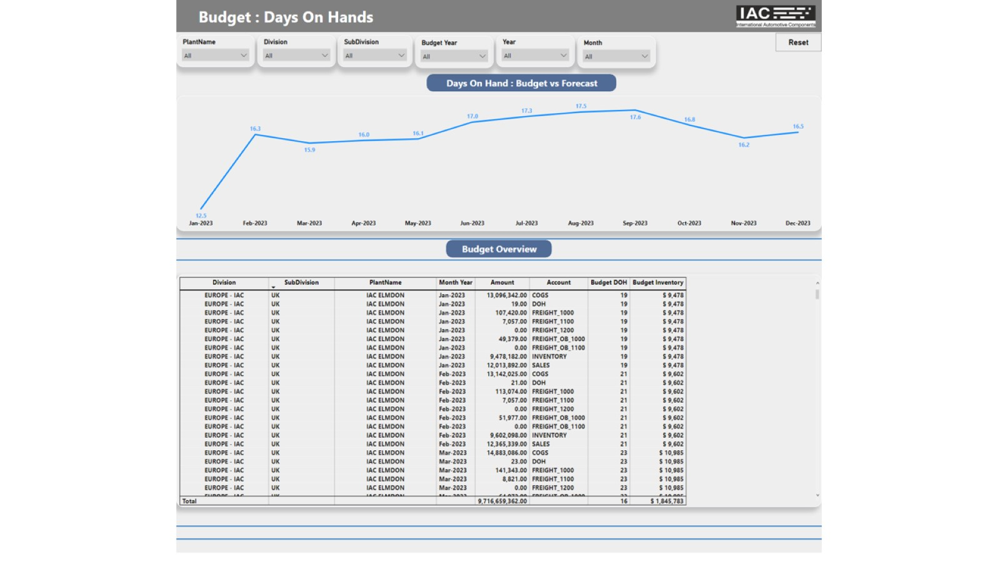 Budget : Days On Hands
IAC
International Automotive Components
PlantName
All
Division
All
SubDivision
All
Budget Year
All
Year
All
Month
All
Reset
Days On Hand : Budget vs Forecast
12.5
16.3
15.9
16.0
16.1
17.0
17.3
17.5
17.6
16.8
16.2
16.5
Jan-2023 Feb-2023 Mar-2023 Apr-2023 May-2023 Jun-2023 Jul-2023 Aug-2023 Sep-2023 Oct-2023 Nov-2023 Dec-2023
Budget Overview
Division SubDivision PlantName Month Year Amount Account Budget DOH Budget Inventory
EUROPE - IAC UK IAC ELMDON Jan-2023 13,096,342.00 COGS 19 $ 9,478
EUROPE - IAC UK IAC ELMDON Jan-2023 19.00 DOH 19 $ 9,478
EUROPE - IAC UK IAC ELMDON Jan-2023 107,420.00 FREIGHT_1000 19 $ 9,478
EUROPE - IAC UK IAC ELMDON Jan-2023 7,057.00 FREIGHT_1100 19 $ 9,478
EUROPE - IAC UK IAC ELMDON Jan-2023 0.00 FREIGHT_1200 19 $ 9,478
EUROPE - IAC UK IAC ELMDON Jan-2023 49,379.00 FREIGHT_OB_1000 19 $ 9,478
EUROPE - IAC UK IAC ELMDON Jan-2023 0.00 FREIGHT_OB_1100 19 $ 9,478
EUROPE - IAC UK IAC ELMDON Jan-2023 9,478,182.00 INVENTORY 19 $ 9,478
EUROPE - IAC UK IAC ELMDON Jan-2023 12,013,892.00 SALES 19 $ 9,478
EUROPE - IAC UK IAC ELMDON Feb-2023 13,142,025.00 COGS 21 $ 9,602
EUROPE - IAC UK IAC ELMDON Feb-2023 21.00 DOH 21 $ 9,602
EUROPE - IAC UK IAC ELMDON Feb-2023 113,074.00 FREIGHT_1000 21 $ 9,602
EUROPE - IAC UK IAC ELMDON Feb-2023 7,057.00 FREIGHT_1100 21 $ 9,602
EUROPE - IAC UK IAC ELMDON Feb-2023 0.00 FREIGHT_1200 21 $ 9,602
EUROPE - IAC UK IAC ELMDON Feb-2023 51,977.00 FREIGHT_OB_1000 21 $ 9,602
EUROPE - IAC UK IAC ELMDON Feb-2023 0.00 FREIGHT_OB_1100 21 $ 9,602
EUROPE - IAC UK IAC ELMDON Feb-2023 9,602,098.00 INVENTORY 21 $ 9,602
EUROPE - IAC UK IAC ELMDON Feb-2023 12,365,339.00 SALES 21 $ 9,602
EUROPE - IAC UK IAC ELMDON Mar-2023 14,883,086.00 COGS 23 $ 10,985
EUROPE - IAC UK IAC ELMDON Mar-2023 23.00 DOH 23 $ 10,985
EUROPE - IAC UK IAC ELMDON Mar-2023 141,343.00 FREIGHT_1000 23 $ 10,985
EUROPE - IAC UK IAC ELMDON Mar-2023 8,821.00 FREIGHT_1100 23 $ 10,985
EUROPE - IAC UK IAC ELMDON Mar-2023 0.00 FREIGHT_1200 23 $ 10,985
Total 9,716,659,362.00 16 $ 1,845,783